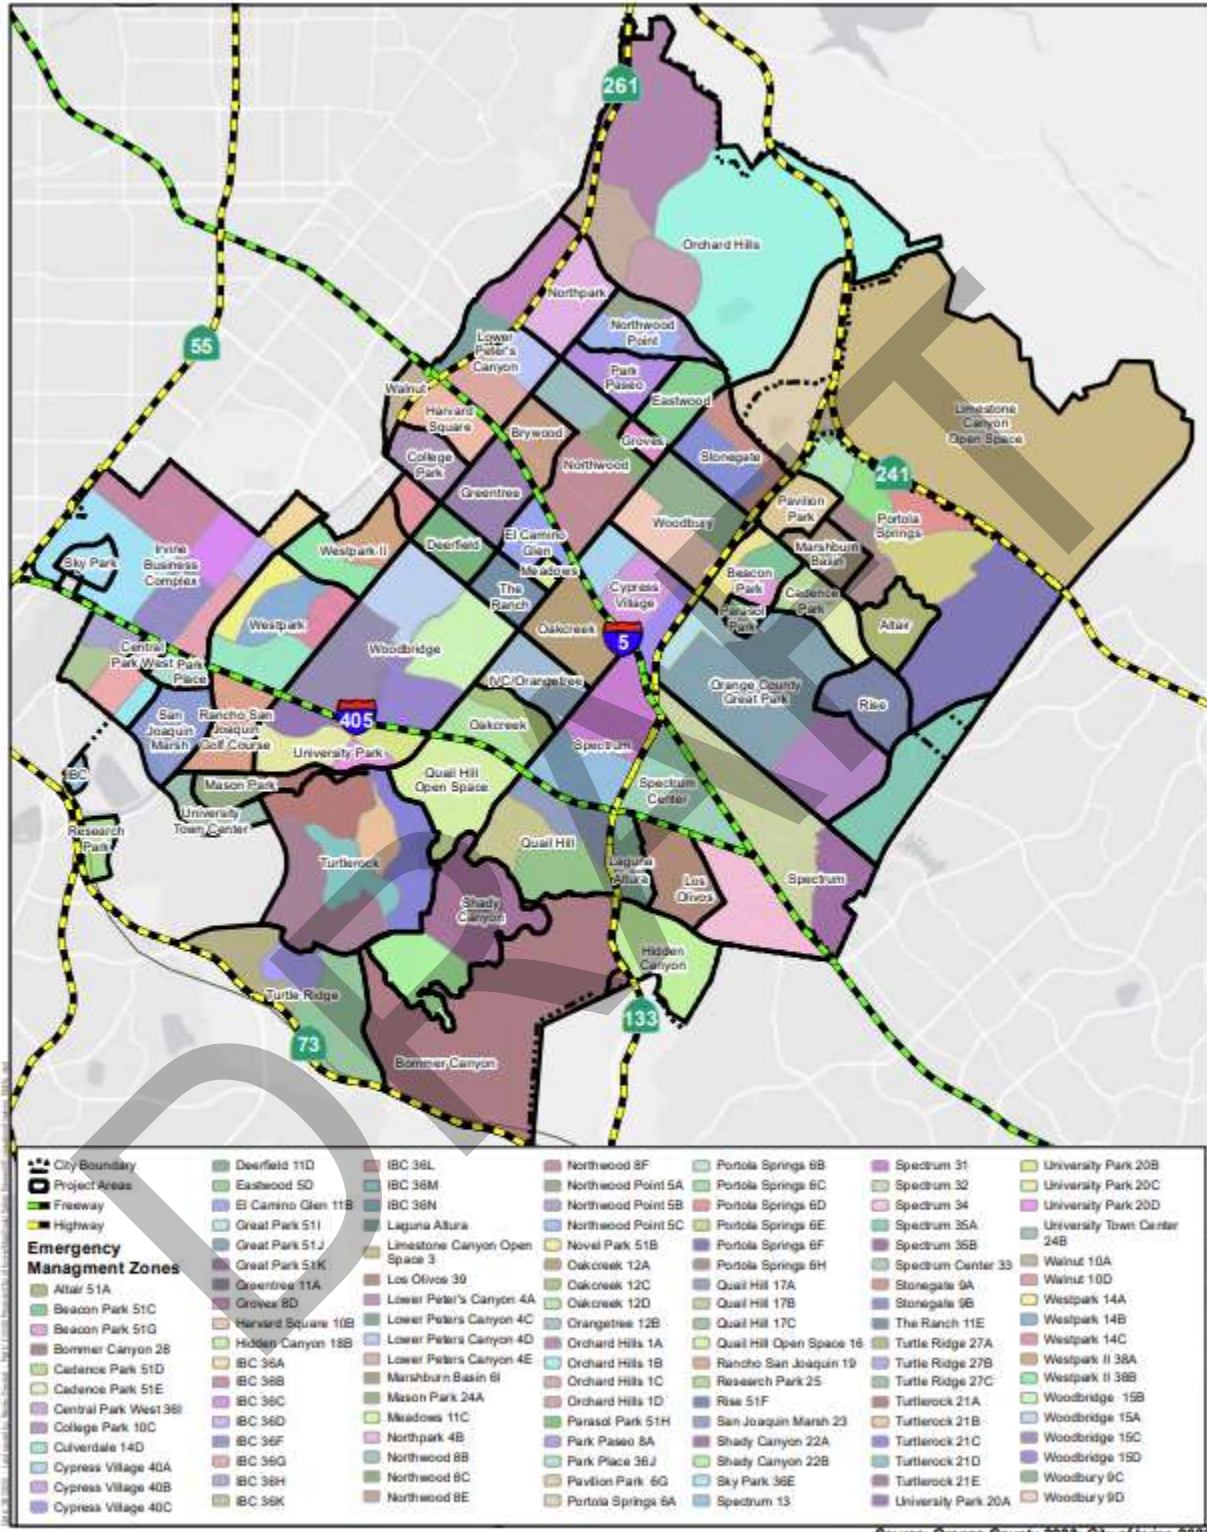 261
Orchard Hills
Northpark
Northwood
Point
55
Lower
Peter's
Canyon
Park
Paseo
Walnut
Eastwood
Harvard
Square
Limestone
Canyon
Open Space
Brywood
Groves
College
Park
Northwood
Stonegate
241
Greentree
Pavilion
Park
Portola
Springs
Woodbury
El Camino
Glen
Westpark II
Deerfield
Marshburn
Basin
Irvine
Business
Complex
Sky Park
Meadows
Beacon
Park
The
Ranch
Cypress
Village
Cadence
Park
Parasol
Park
Westpark
Oakcreek
5
Altair
Central
Park West
Park
Place
Woodbridge
IVC/Orangetree
Orange County
Great Park
Rise
San
Joaquin
Marsh
Rancho San
Joaquin
Golf Course
405
Oakcreek
Spectrum
University Park
IBC
Mason Park
Quail Hill
Open Space
Spectrum
Center
University
Town Center
Research
Park
Quail Hill
Turtlerock
Laguna
Altura
Los
Olivos
Spectrum
Shady
Canyon
Hidden
Canyon
Turtle Ridge
133
73
Bommer Canyon
DRAFT
City Boundary
Project Areas
Freeway
Highway
Emergency
Managment Zones
Altair 51A
Beacon Park 51C
Beacon Park 51G
Bommer Canyon 28
Cadence Park 51D
Cadence Park 51E
Central Park West 36I
College Park 10C
Culverdale 14D
Cypress Village 40A
Cypress Village 40B
Cypress Village 40C
Deerfield 11D
Eastwood 5D
El Camino Glen 11B
Great Park 51I
Great Park 51J
Great Park 51K
Greentree 11A
Groves 8D
Harvard Square 10B
Hidden Canyon 18B
IBC 36A
IBC 36B
IBC 36C
IBC 36D
IBC 36F
IBC 36G
IBC 36H
IBC 36K
IBC 36L
IBC 36M
IBC 36N
Laguna Altura
Limestone Canyon Open
Space 3
Los Olivos 39
Lower Peter's Canyon 4A
Lower Peters Canyon 4C
Lower Peters Canyon 4D
Lower Peters Canyon 4E
Marshburn Basin 6I
Mason Park 24A
Meadows 11C
Northpark 4B
Northwood 8B
Northwood 8C
Northwood 8E
Northwood 8F
Northwood Point 5A
Northwood Point 5B
Northwood Point 5C
Novel Park 51B
Oakcreek 12A
Oakcreek 12C
Oakcreek 12D
Orangetree 12B
Orchard Hills 1A
Orchard Hills 1B
Orchard Hills 1C
Orchard Hills 1D
Parasol Park 51H
Park Paseo 8A
Park Place 36J
Pavilion Park 6G
Portola Springs 6A
Portola Springs 6B
Portola Springs 6C
Portola Springs 6D
Portola Springs 6E
Portola Springs 6F
Portola Springs 6H
Quail Hill 17A
Quail Hill 17B
Quail Hill 17C
Quail Hill Open Space 16
Rancho San Joaquin 19
Research Park 25
Rise 51F
San Joaquin Marsh 23
Shady Canyon 22A
Shady Canyon 22B
Sky Park 36E
Spectrum 13
Spectrum 31
Spectrum 32
Spectrum 34
Spectrum 35A
Spectrum 35B
Spectrum Center 33
Stonegate 9A
Stonegate 9B
The Ranch 11E
Turtle Ridge 27A
Turtle Ridge 27B
Turtle Ridge 27C
Turtlerock 21A
Turtlerock 21B
Turtlerock 21C
Turtlerock 21D
Turtlerock 21E
University Park 20A
University Park 20B
University Park 20C
University Park 20D
University Town Center
24B
Walnut 10A
Walnut 10D
Westpark 14A
Westpark 14B
Westpark 14C
Westpark II 38A
Westpark II 38B
Woodbridge 15B
Woodbridge 15A
Woodbridge 15C
Woodbridge 15D
Woodbury 9C
Woodbury 9D